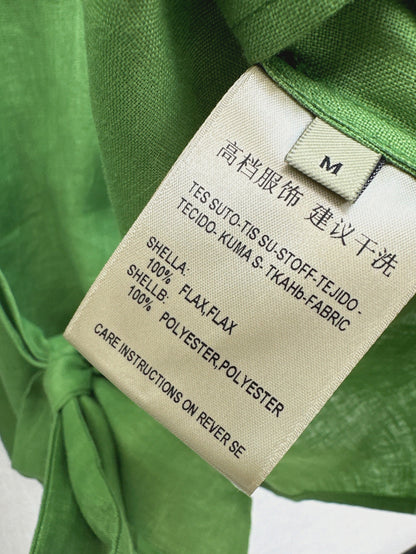 M
高档服饰 建议干洗
TES SUTO-TIS SU-STOFF-TEJIDO-
TECIDO-KUMA S- TKAHb-FABRIC
SHELLA:
100% FLAX,FLAX
SHELLB:
100% POLYESTER,POLYESTER
CARE INSTRUCTIONS ON REVER SE